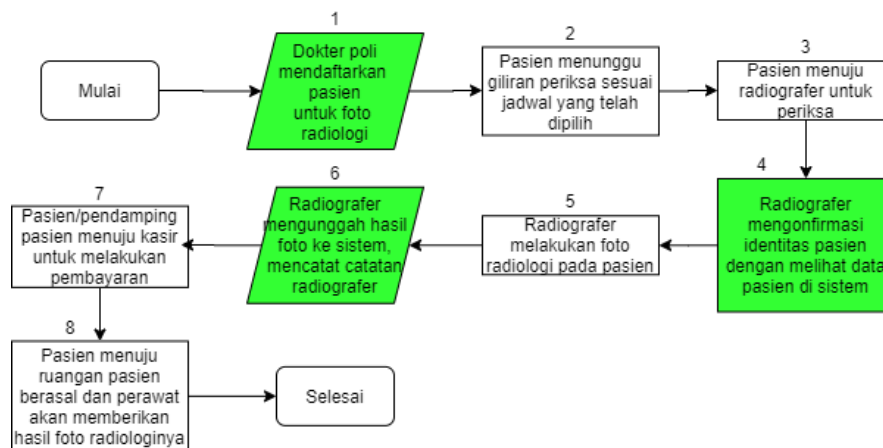 Mulai
1
Dokter poli
mendaftarkan
pasien
untuk foto
radiologi
2
Pasien menunggu
giliran periksa sesuai
jadwal yang telah
dipilih
3
Pasien menuju
radiografer untuk
periksa
4
Radiografer
mengonfirmasi
identitas pasien
dengan melihat data
pasien di sistem
5
Radiografer
melakukan foto
radiologi pada pasien
6
Radiografer
mengunggah hasil
foto ke sistem,
mencatat catatan
radiografer
7
Pasien/pendamping
pasien menuju kasir
untuk melakukan
pembayaran
8
Pasien menuju
ruangan pasien
berasal dan perawat
akan memberikan
hasil foto radiologinya
Selesai